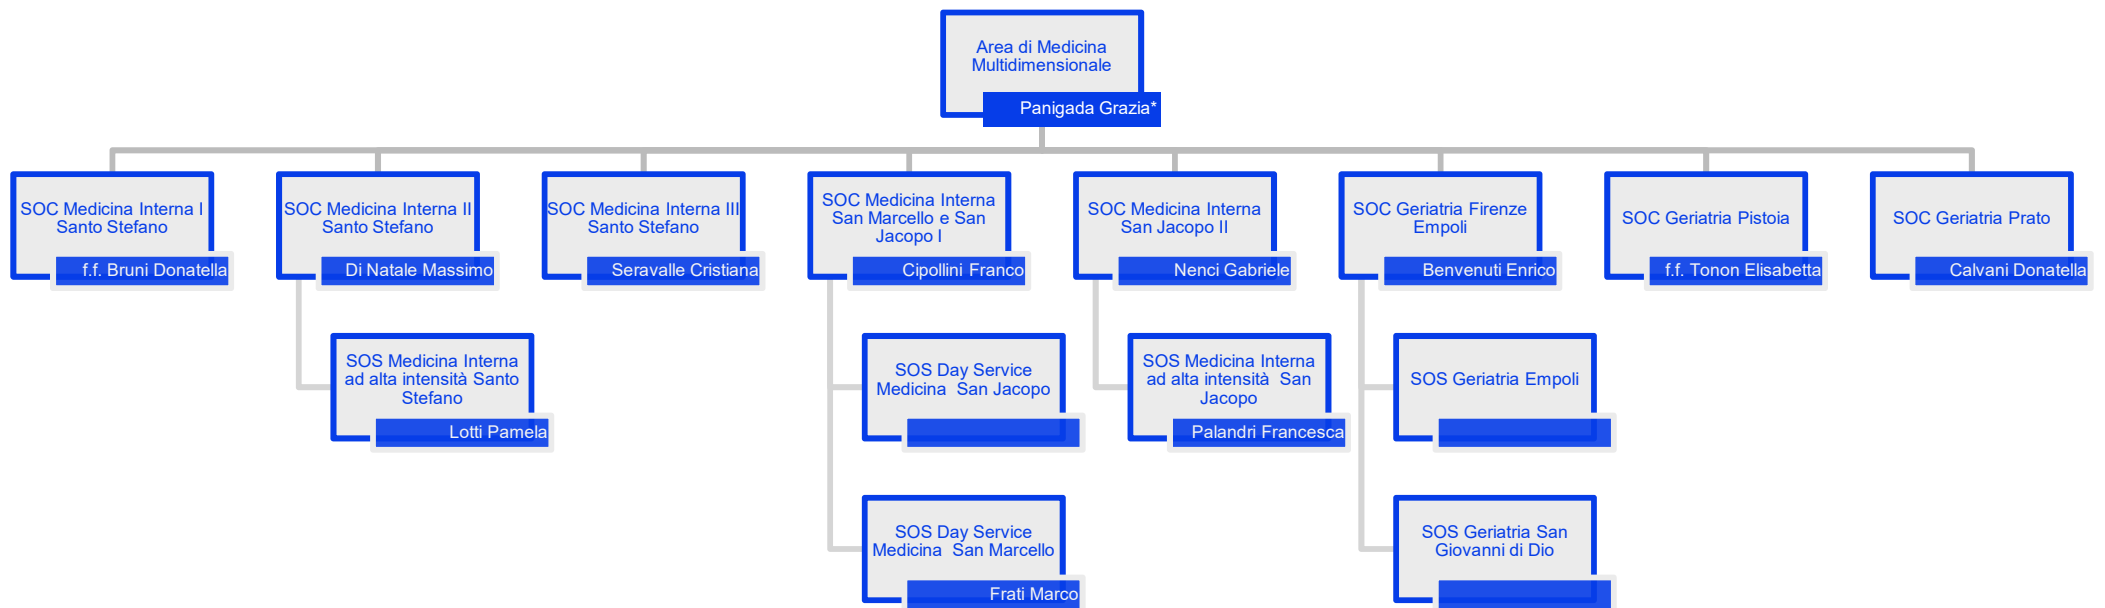 Area di Medicina
Multidimensionale
Panigada Grazia*
SOC Medicina Interna I
Santo Stefano
f.f. Bruni Donatella
SOC Medicina Interna II
Santo Stefano
Di Natale Massimo
SOC Medicina Interna III
Santo Stefano
Seravalle Cristiana
SOC Medicina Interna
San Marcello e San
Jacopo I
Cipollini Franco
SOC Medicina Interna
San Jacopo II
Nenci Gabriele
SOC Geriatria Firenze
Empoli
Benvenuti Enrico
SOC Geriatria Pistoia
f.f. Tonon Elisabetta
SOC Geriatria Prato
Calvani Donatella
SOS Medicina Interna
ad alta intensità Santo
Stefano
Lotti Pamela
SOS Day Service
Medicina  San Jacopo
SOS Medicina Interna
ad alta intensità  San
Jacopo
Palandri Francesca
SOS Geriatria Empoli
SOS Day Service
Medicina  San Marcello
Frati Marco
SOS Geriatria San
Giovanni di Dio